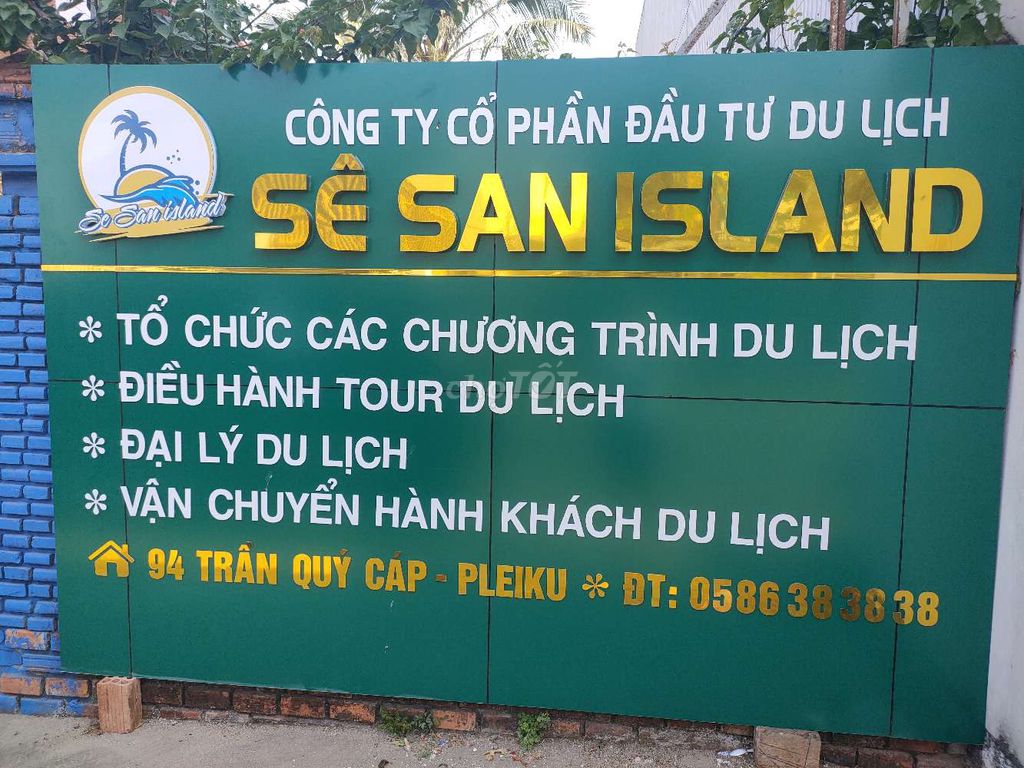 CÔNG TY CỔ PHẦN ĐẦU TƯ DU LỊCH
Se San island
SÊ SAN ISLAND
* TỔ CHỨC CÁC CHƯƠNG TRÌNH DU LỊCH
* ĐIỀU HÀNH TOUR DU LỊCH
chợTỐT
* ĐẠI LÝ DU LỊCH
* VẬN CHUYỂN HÀNH KHÁCH DU LỊCH
94 TRẦN QUÝ CÁP - PLEIKU * ĐT: 0586 38 38 38